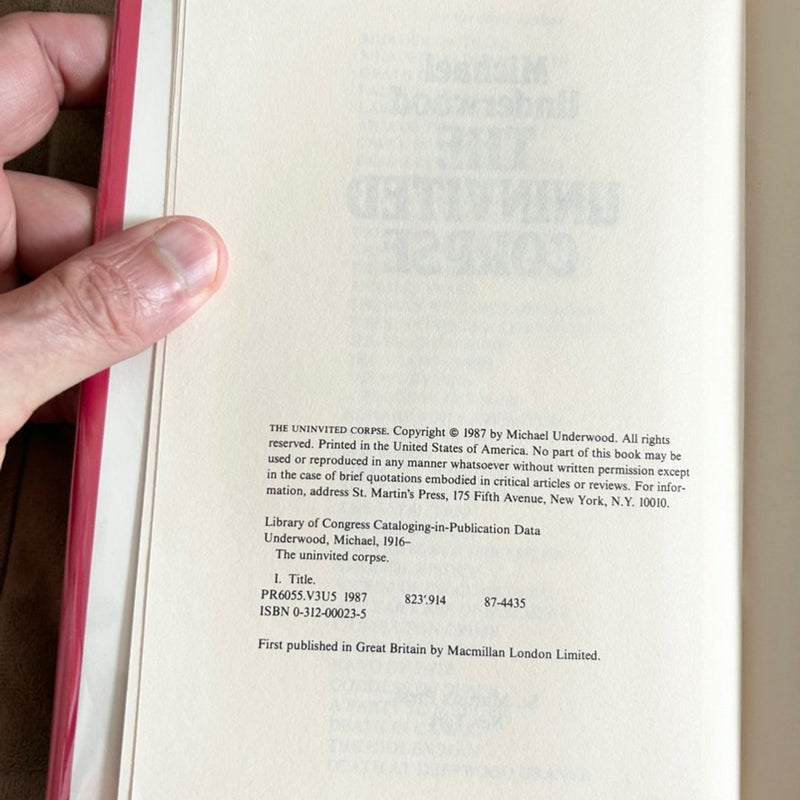 THE UNINVITED CORPSE. Copyright © 1987 by Michael Underwood. All rights
reserved. Printed in the United States of America. No part of this book may be
used or reproduced in any manner whatsoever without written permission except
in the case of brief quotations embodied in critical articles or reviews. For infor-
mation, address St. Martin's Press, 175 Fifth Avenue, New York, N.Y. 10010.
Library of Congress Cataloging-in-Publication Data
Underwood, Michael, 1916–
The uninvited corpse.
I. Title.
PR6055.V3U5 1987 823'.914 87-4435
ISBN 0-312-00023-5
First published in Great Britain by Macmillan London Limited.